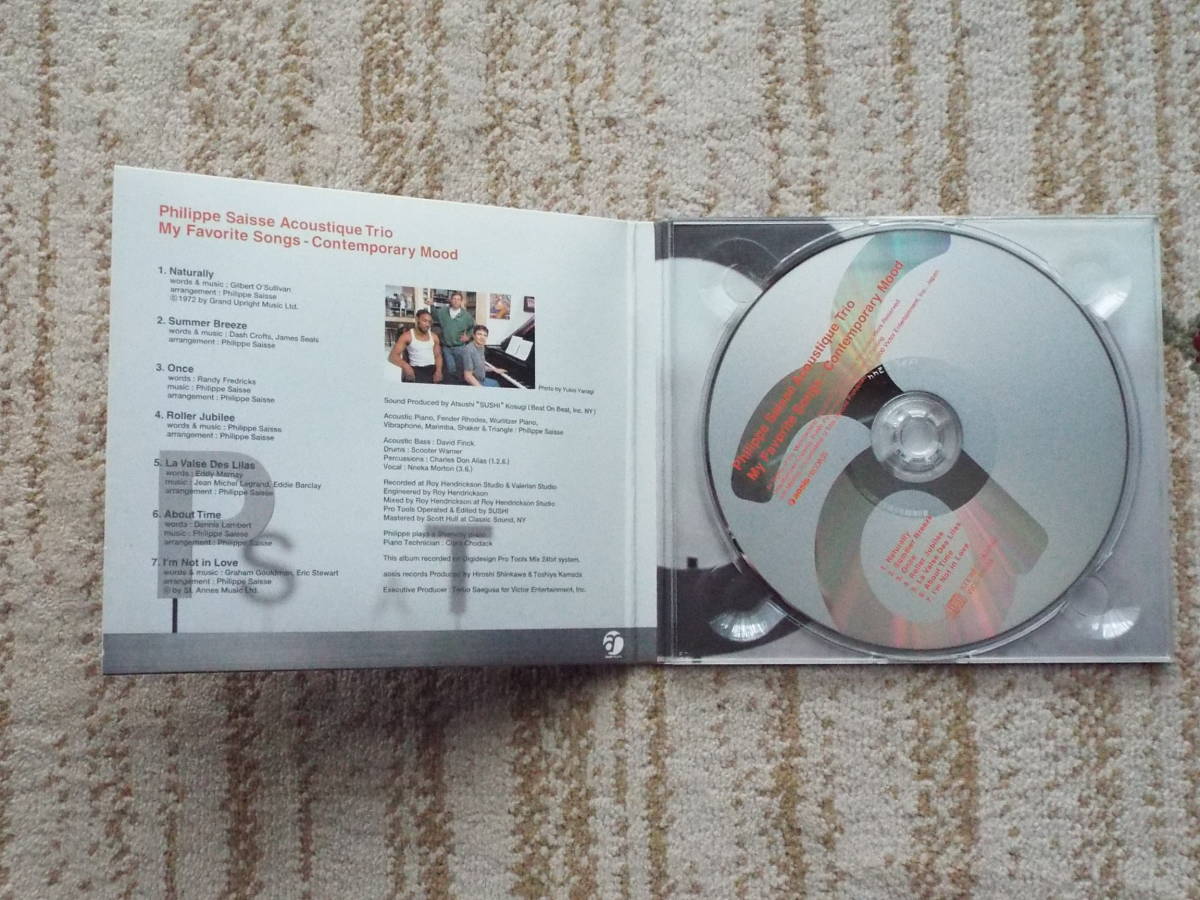 Philippe Saisse Acoustique Trio
My Favorite Songs - Contemporary Mood
1. Naturally
words & music : Gilbert O'Sullivan
arrangement : Philippe Saisse
Ⓒ1972 by Grand Upright Music Ltd.
2. Summer Breeze
words & music : Dash Crofts, James Seals
arrangement : Philippe Saisse
3. Once
words : Randy Fredricks
music : Philippe Saisse
arrangement : Philippe Saisse
4. Roller Jubilee
words & music : Philippe Saisse
arrangement : Philippe Saisse
5. La Valse Des Lilas
words : Eddy Marnay
music : Jean Michel Legrand, Eddie Barclay
arrangement : Philippe Saisse
6. About Time
words : Dennis Lambert
music : Philippe Saisse
arrangement : Philippe Saisse
7. I'm Not in Love
words & music : Graham Gouldman, Eric Stewart
arrangement : Philippe Saisse
Ⓒ by St. Annes Music Ltd.
Photo by Yukio Yanagi
Sound Produced by Atsushi "SUSHI" Kosugi (Beat On Beat, Inc. NY)
Acoustic Piano, Fender Rhodes, Wurlitzer Piano,
Vibraphone, Marimba, Shaker & Triangle : Philippe Saisse
Acoustic Bass : David Finck
Drums : Scooter Warner
Percussions : Charles Don Alias (1.2.6.)
Vocal : Nneka Morton (3.6.)
Recorded at Roy Hendrickson Studio & Valerian Studio
Engineered by Roy Hendrickson
Mixed by Roy Hendrickson at Roy Hendrickson Studio
Pro Tools Operated & Edited by SUSHI
Mastered by Scott Hull at Classic Sound, NY
Philippe plays a Steinway piano.
Piano Technician : Clark Chodack
This album recorded on Digidesign Pro Tools Mix 24bit system.
aosis records Produced by Hiroshi Shinkawa & Toshiya Kamada
Executive Producer : Teruo Saegusa for Victor Entertainment, Inc.
PSAT
Philippe Saisse Acoustique Trio
My Favorite Songs - Contemporary Mood
aosis records
1. Naturally
2. Summer Breeze
3. Once
4. Roller Jubilee
5. La Valse Des Lilas
6. About Time
7. I'm Not in Love
STEREO